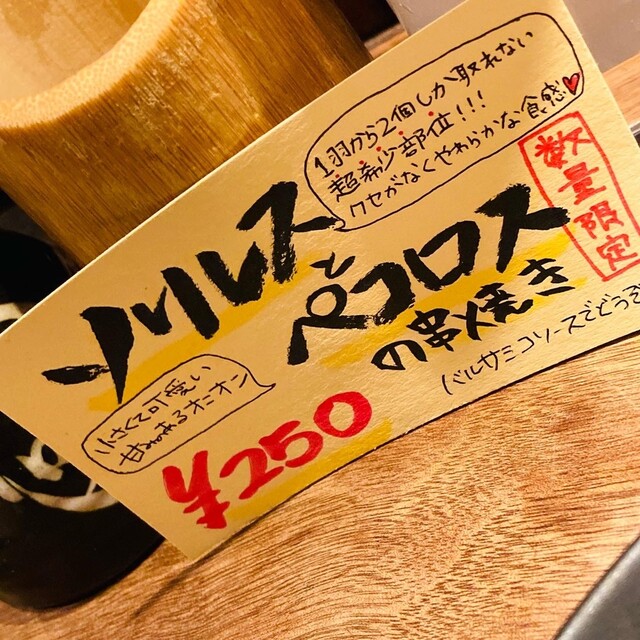 1羽から2個しか取れない
超希少部位!!!
クセがなくやわらかな食感♥
数量限定
ソリレスと
ペコロス
の串焼き
バルサミコソースでどうぞ
小さくて可愛い
甘みあるオニオン
¥250